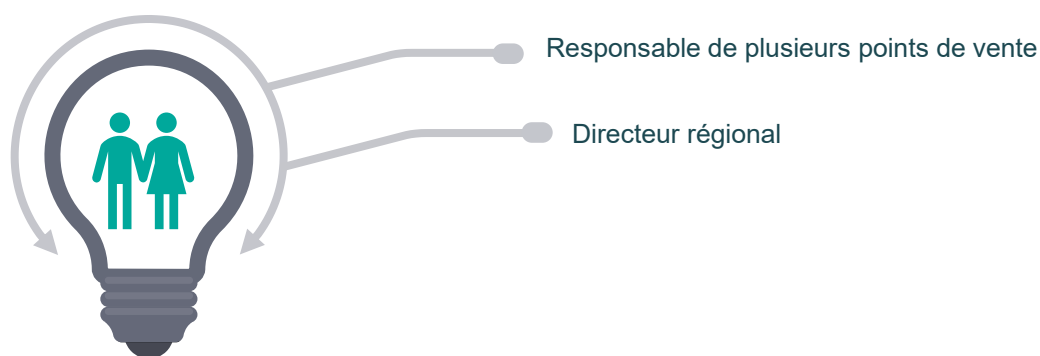 Responsable de plusieurs points de vente
Directeur régional